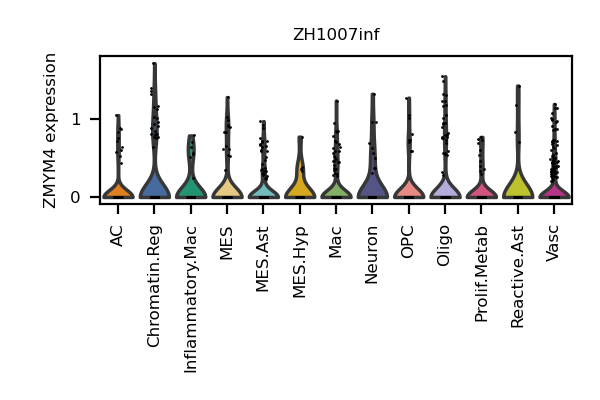 ZH1007inf
ZMYM4 expression
1
0
AC
Chromatin.Reg
Inflammatory.Mac
MES
MES.Ast
MES.Hyp
Mac
Neuron
OPC
Oligo
Prolif.Metab
Reactive.Ast
Vasc